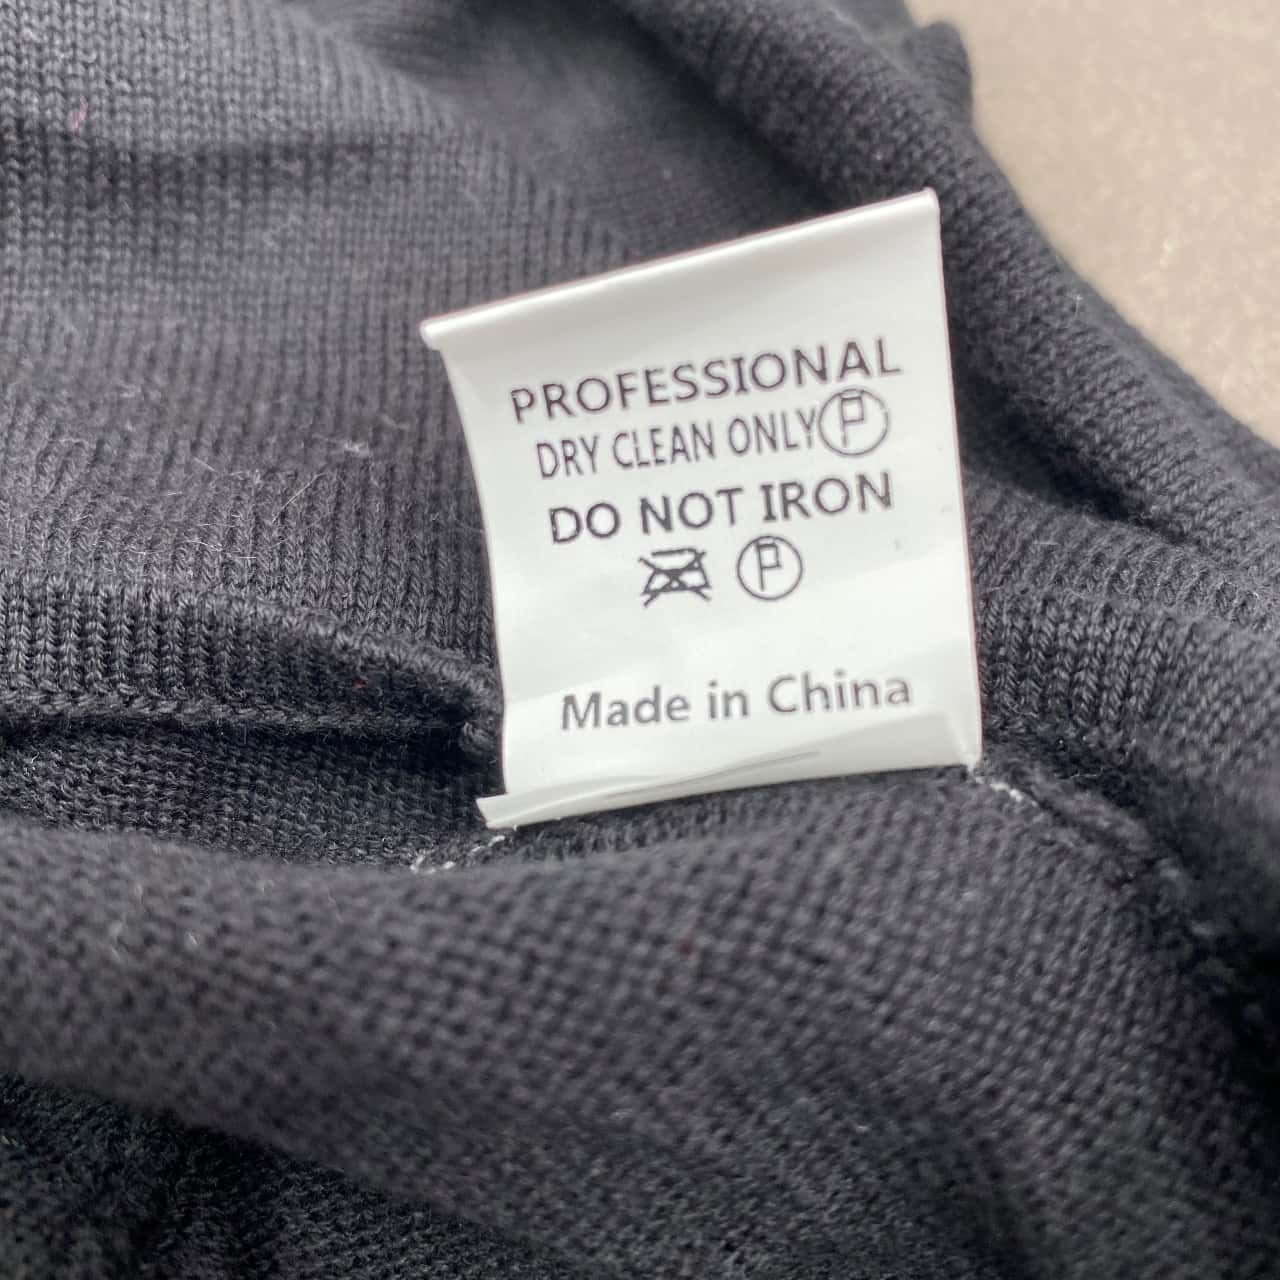 PROFESSIONAL
DRY CLEAN ONLY Ⓟ
DO NOT IRON
Ⓟ
Made in China